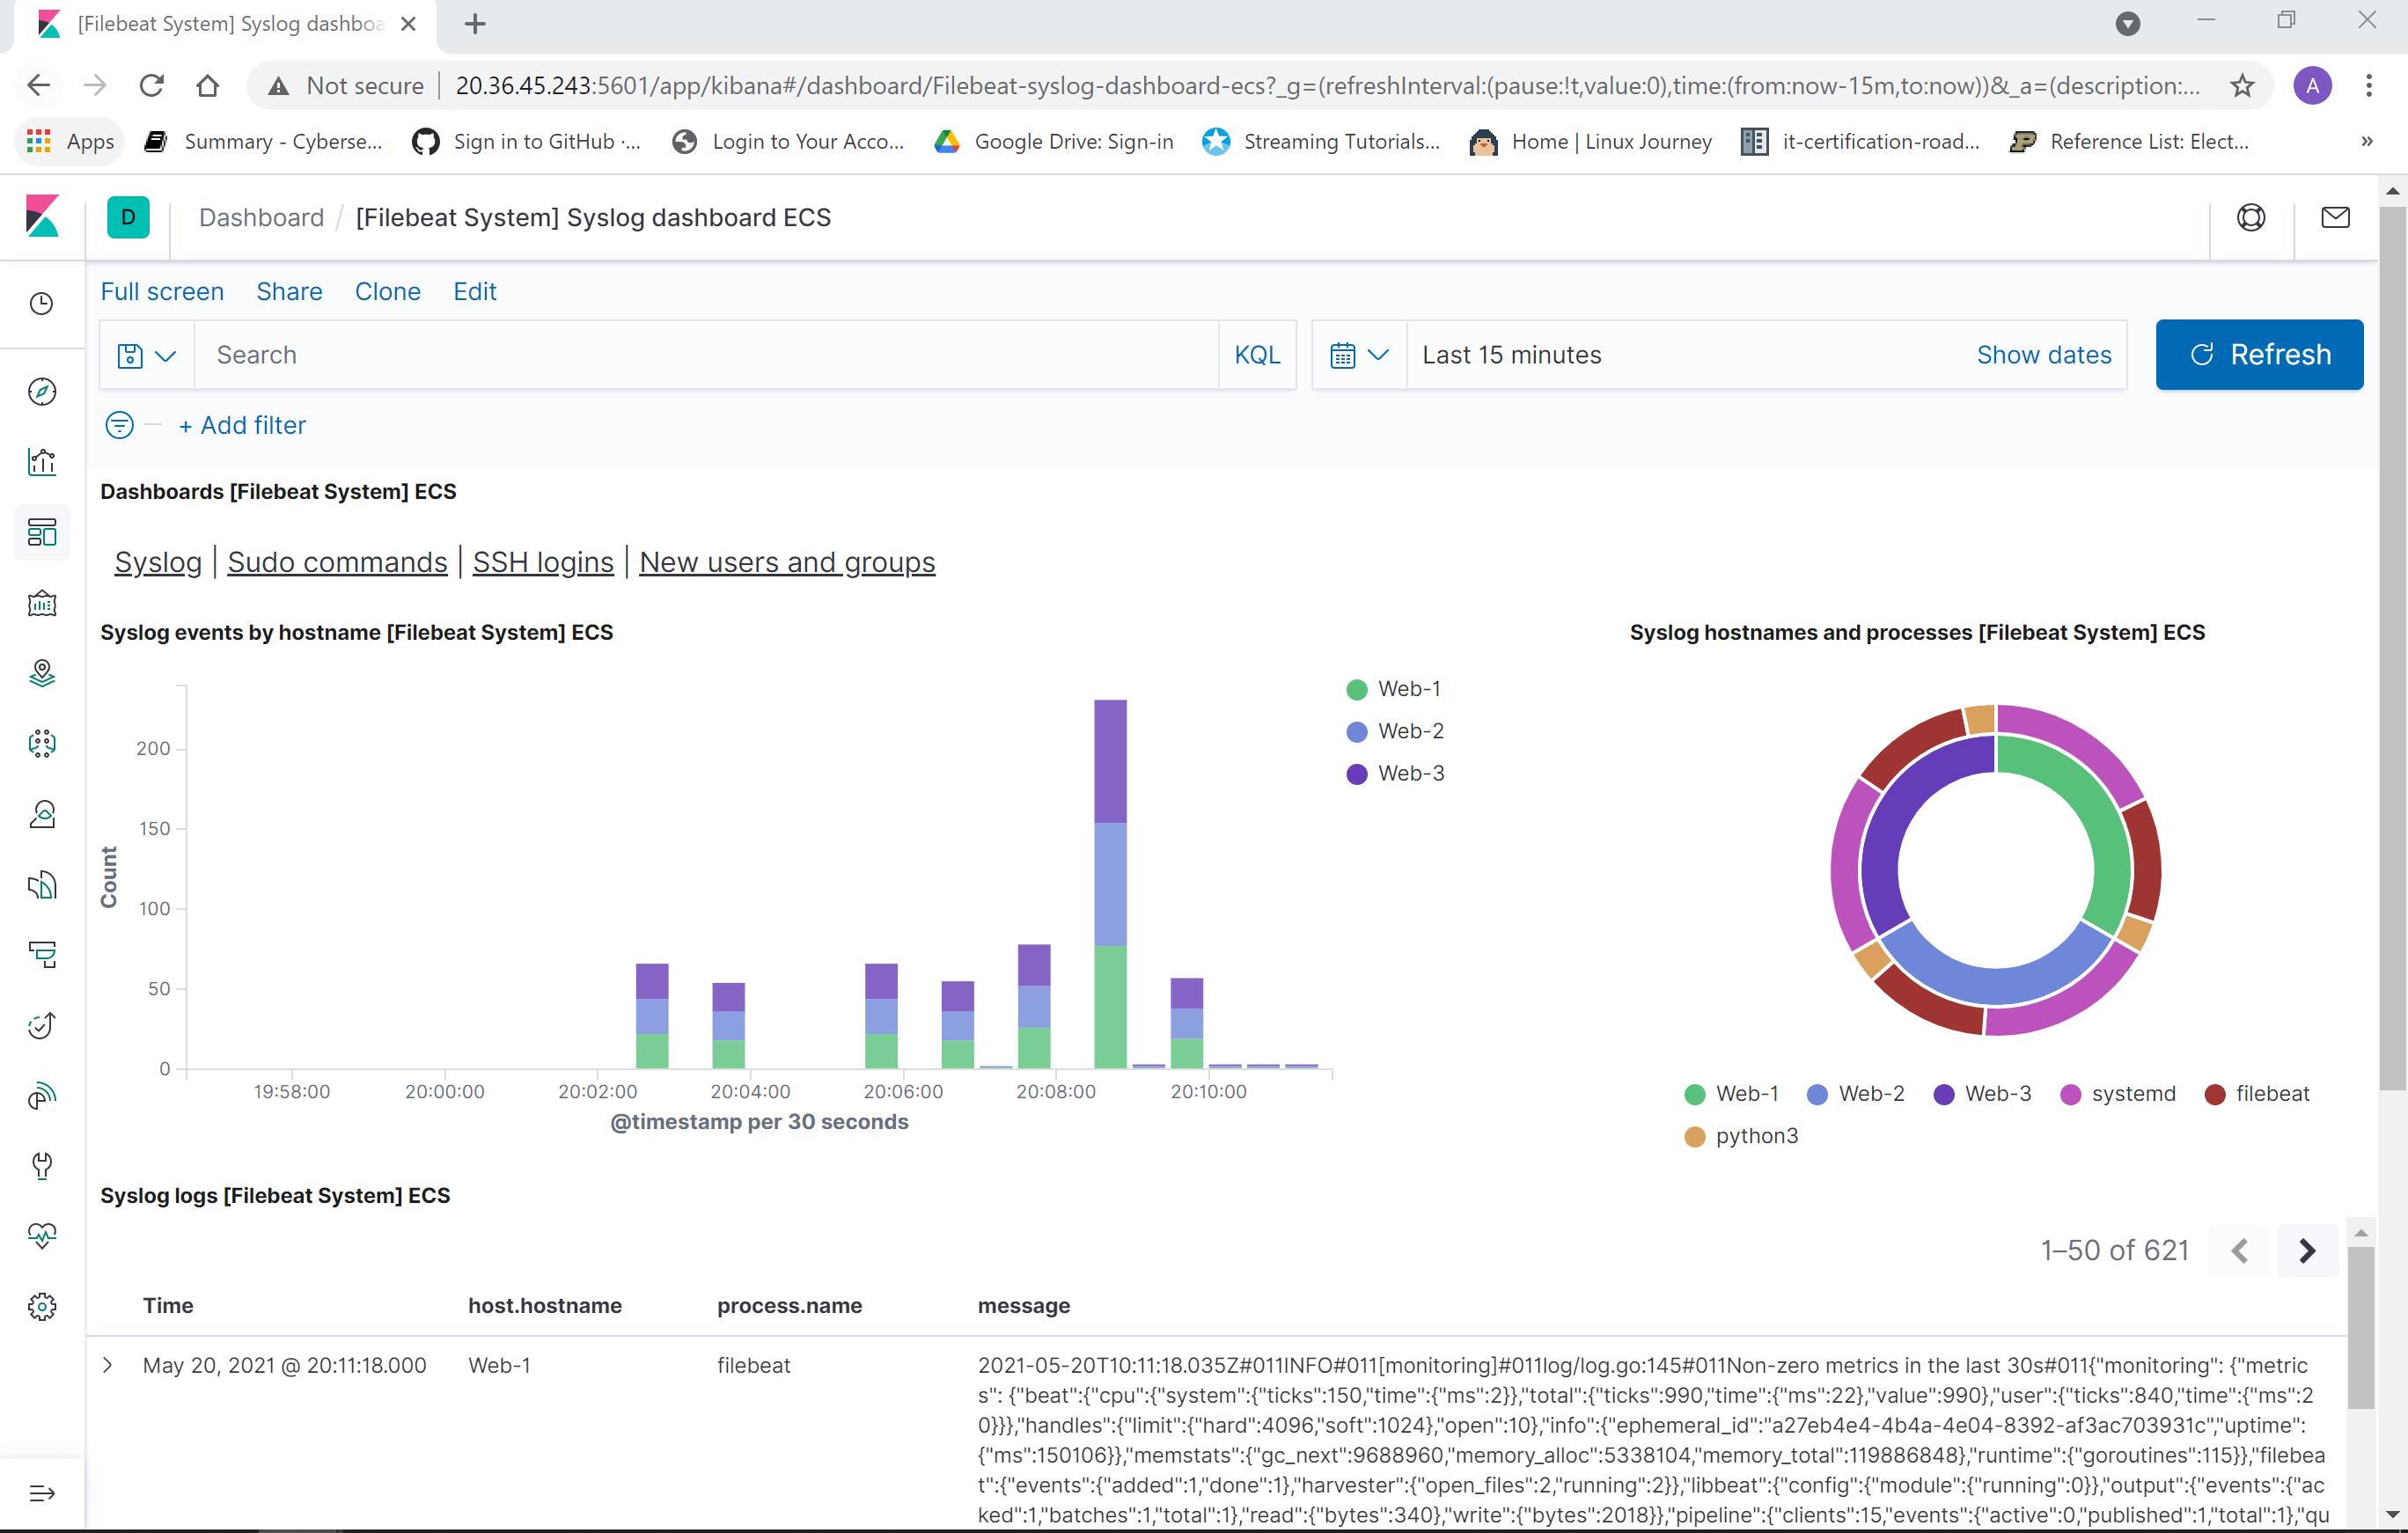 [Filebeat System] Syslog dashboa
Not secure 20.36.45.243:5601/app/kibana#/dashboard/Filebeat-syslog-dashboard-ecs?_g=(refreshInterval:(pause:!t,value:0),time:(from:now-15m,to:now))&_a=(description:... A
Apps Summary - Cyberse... Sign in to GitHub ·... Login to Your Acco... Google Drive: Sign-in Streaming Tutorials... Home | Linux Journey it-certification-road... Reference List: Elect... »
D Dashboard / [Filebeat System] Syslog dashboard ECS
Full screen Share Clone Edit
Search KQL Last 15 minutes Show dates Refresh
+ Add filter
Dashboards [Filebeat System] ECS
Syslog | Sudo commands | SSH logins | New users and groups
Syslog events by hostname [Filebeat System] ECS
Count
200
150
100
50
0
19:58:00 20:00:00 20:02:00 20:04:00 20:06:00 20:08:00 20:10:00
@timestamp per 30 seconds
Web-1
Web-2
Web-3
Syslog hostnames and processes [Filebeat System] ECS
Web-1 Web-2 Web-3 systemd filebeat
python3
Syslog logs [Filebeat System] ECS
1–50 of 621
Time host.hostname process.name message
May 20, 2021 @ 20:11:18.000 Web-1 filebeat 2021-05-20T10:11:18.035Z#011INFO#011[monitoring]#011log/log.go:145#011Non-zero metrics in the last 30s#011{"monitoring": {"metric
s": {"beat":{"cpu":{"system":{"ticks":150,"time":{"ms":2}},"total":{"ticks":990,"time":{"ms":22},"value":990},"user":{"ticks":840,"time":{"ms":2
0}}},"handles":{"limit":{"hard":4096,"soft":1024},"open":10},"info":{"ephemeral_id":"a27eb4e4-4b4a-4e04-8392-af3ac703931c","uptime":
{"ms":150106}},"memstats":{"gc_next":9688960,"memory_alloc":5338104,"memory_total":119886848},"runtime":{"goroutines":115}},"filebea
t":{"events":{"added":1,"done":1},"harvester":{"open_files":2,"running":2}},"libbeat":{"config":{"module":{"running":0}},"output":{"events":{"ac
ked":1,"batches":1,"total":1},"read":{"bytes":340},"write":{"bytes":2018}},"pipeline":{"clients":15,"events":{"active":0,"published":1,"total":1},"qu